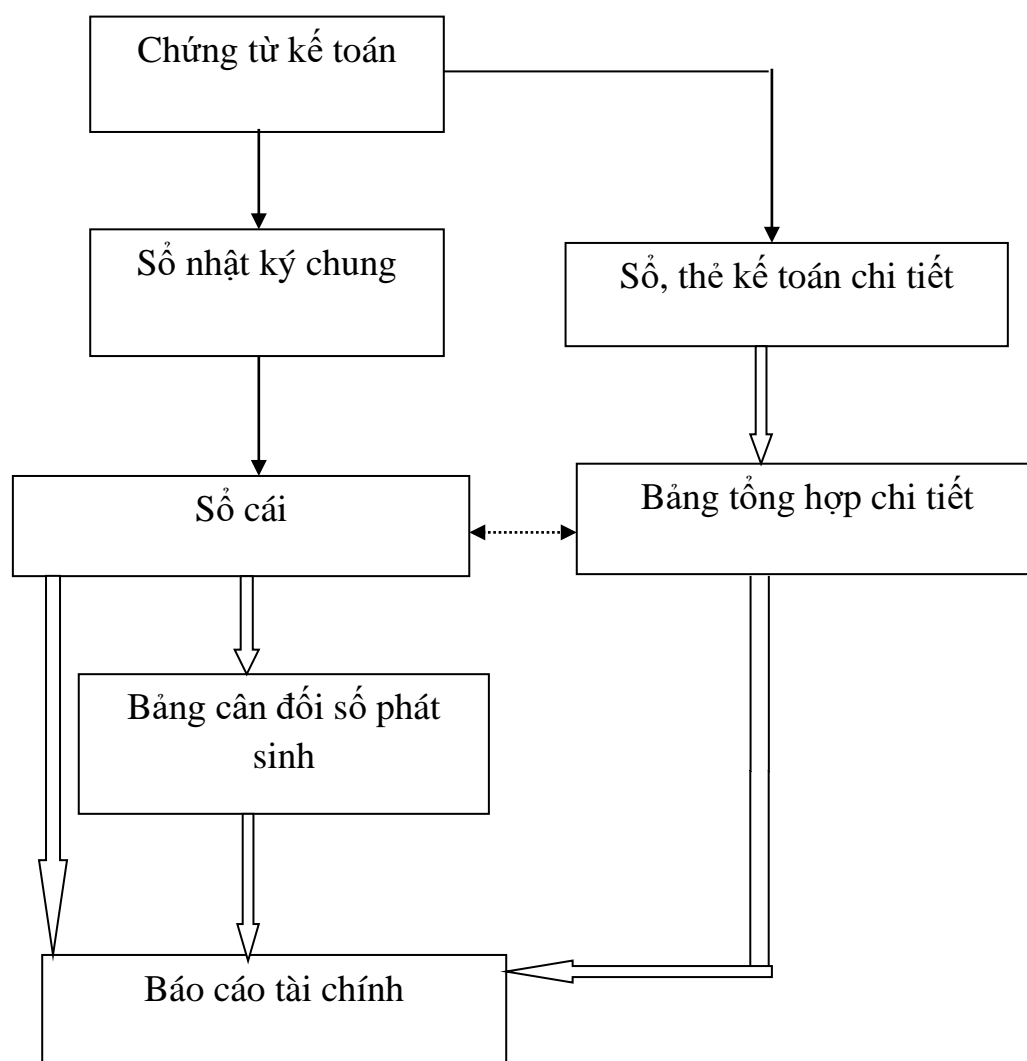 Chứng từ kế toán
Sổ nhật ký chung
Sổ, thẻ kế toán chi tiết
Sổ cái
Bảng tổng hợp chi tiết
Bảng cân đối số phát
sinh
Báo cáo tài chính